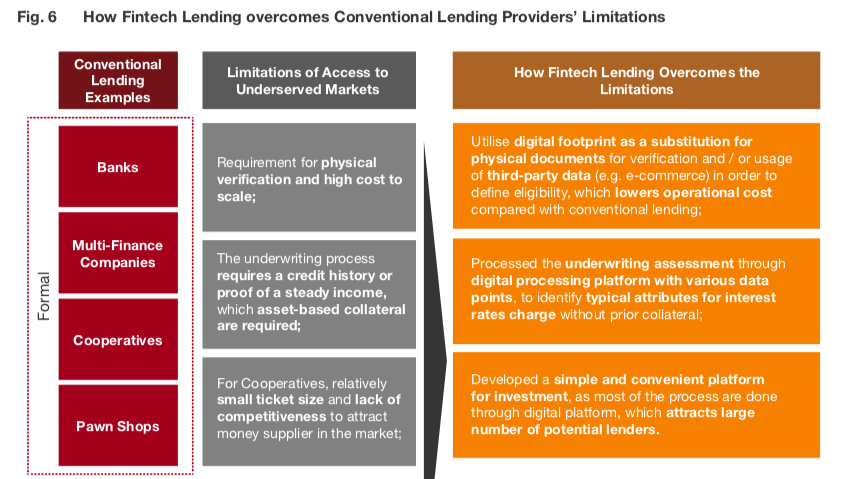 Fig. 6 How Fintech Lending overcomes Conventional Lending Providers' Limitations
Conventional
Lending
Examples
Limitations of Access to
Underserved Markets
How Fintech Lending Overcomes the
Limitations
Formal
Banks
Multi-Finance
Companies
Cooperatives
Pawn Shops
Requirement for physical
verification and high cost to
scale;
The underwriting process
requires a credit history or
proof of a steady income,
which asset-based collateral
are required;
For Cooperatives, relatively
small ticket size and lack of
competitiveness to attract
money supplier in the market;
Utilise digital footprint as a substitution for
physical documents for verification and / or usage
of third-party data (e.g. e-commerce) in order to
define eligibility, which lowers operational cost
compared with conventional lending;
Processed the underwriting assessment through
digital processing platform with various data
points, to identify typical attributes for interest
rates charge without prior collateral;
Developed a simple and convenient platform
for investment, as most of the process are done
through digital platform, which attracts large
number of potential lenders.